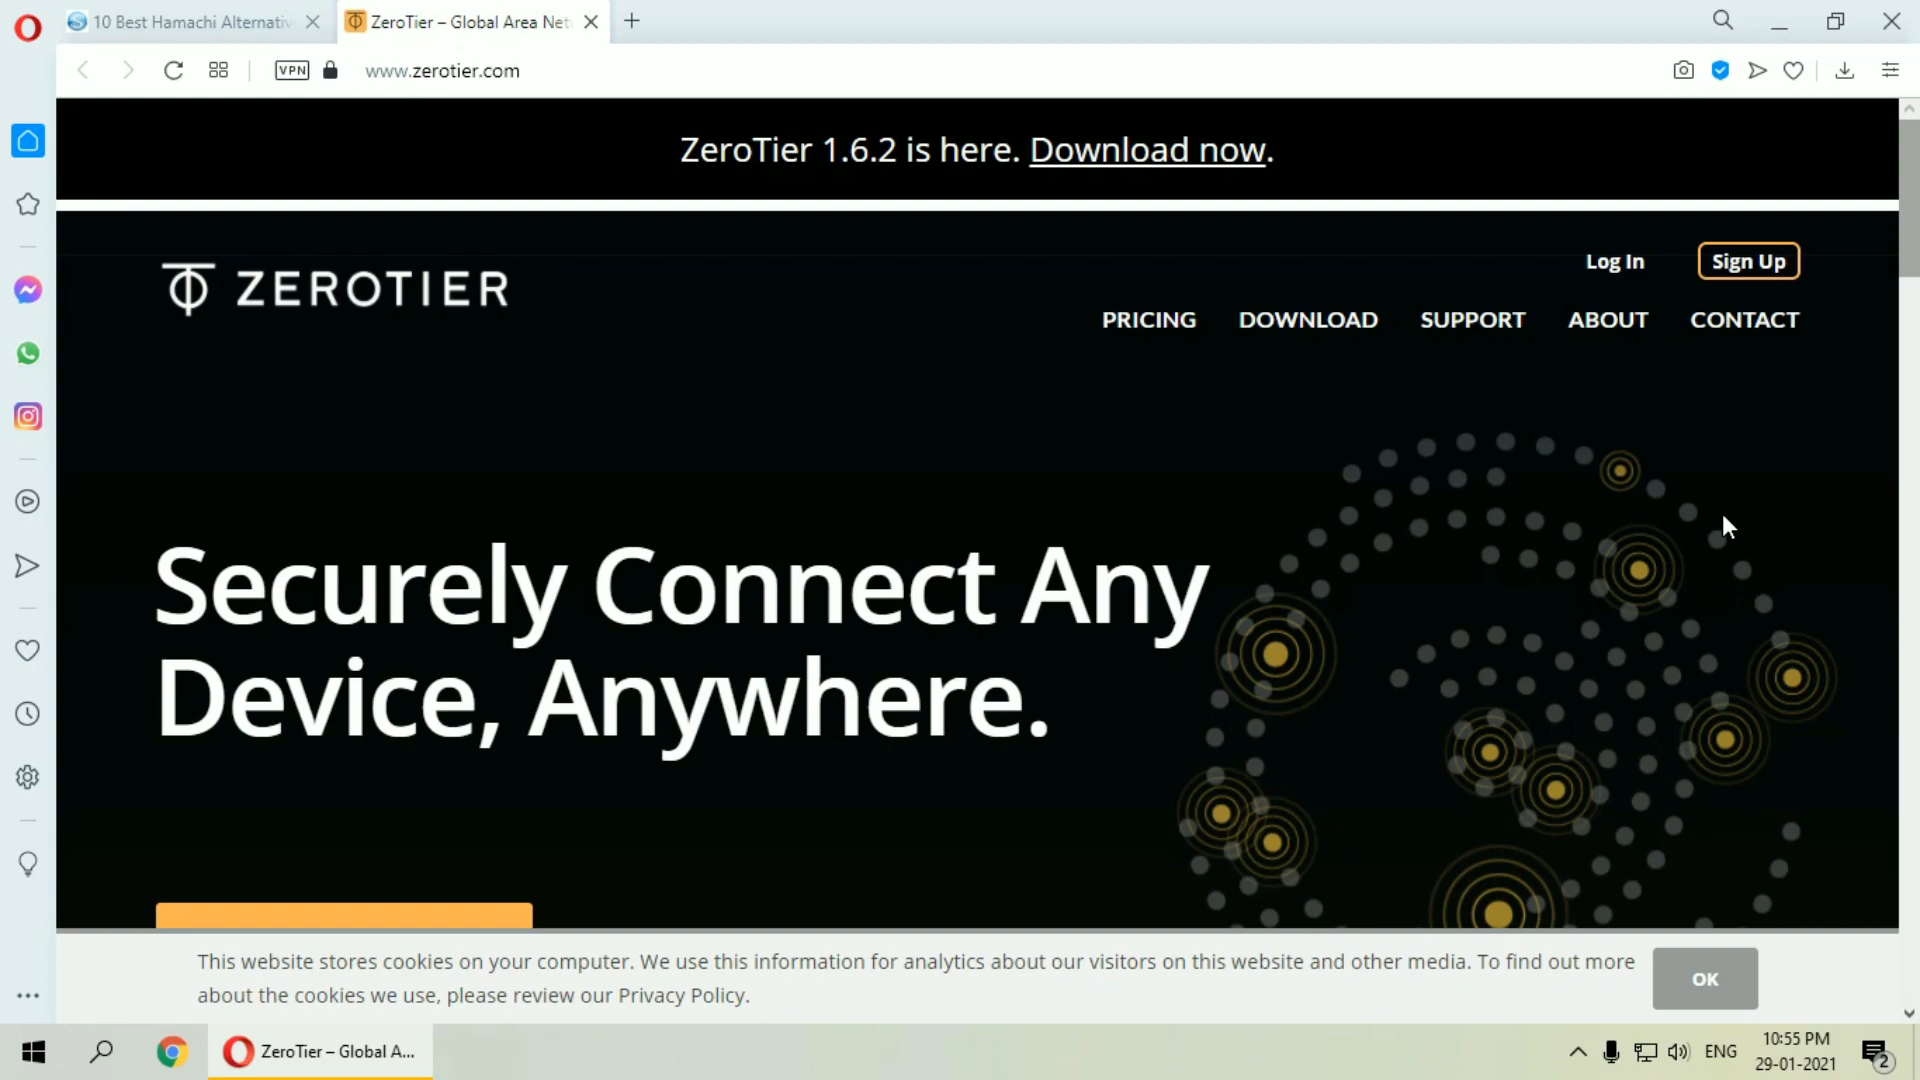 10 Best Hamachi Alternativ
ZeroTier – Global Area Net
VPN
www.zerotier.com
ZeroTier 1.6.2 is here. Download now.
ZEROTIER
Log In
Sign Up
PRICING
DOWNLOAD
SUPPORT
ABOUT
CONTACT
Securely Connect Any
Device, Anywhere.
This website stores cookies on your computer. We use this information for analytics about our visitors on this website and other media. To find out more
about the cookies we use, please review our Privacy Policy.
OK
ZeroTier – Global A...
ENG
10:55 PM
29-01-2021
2